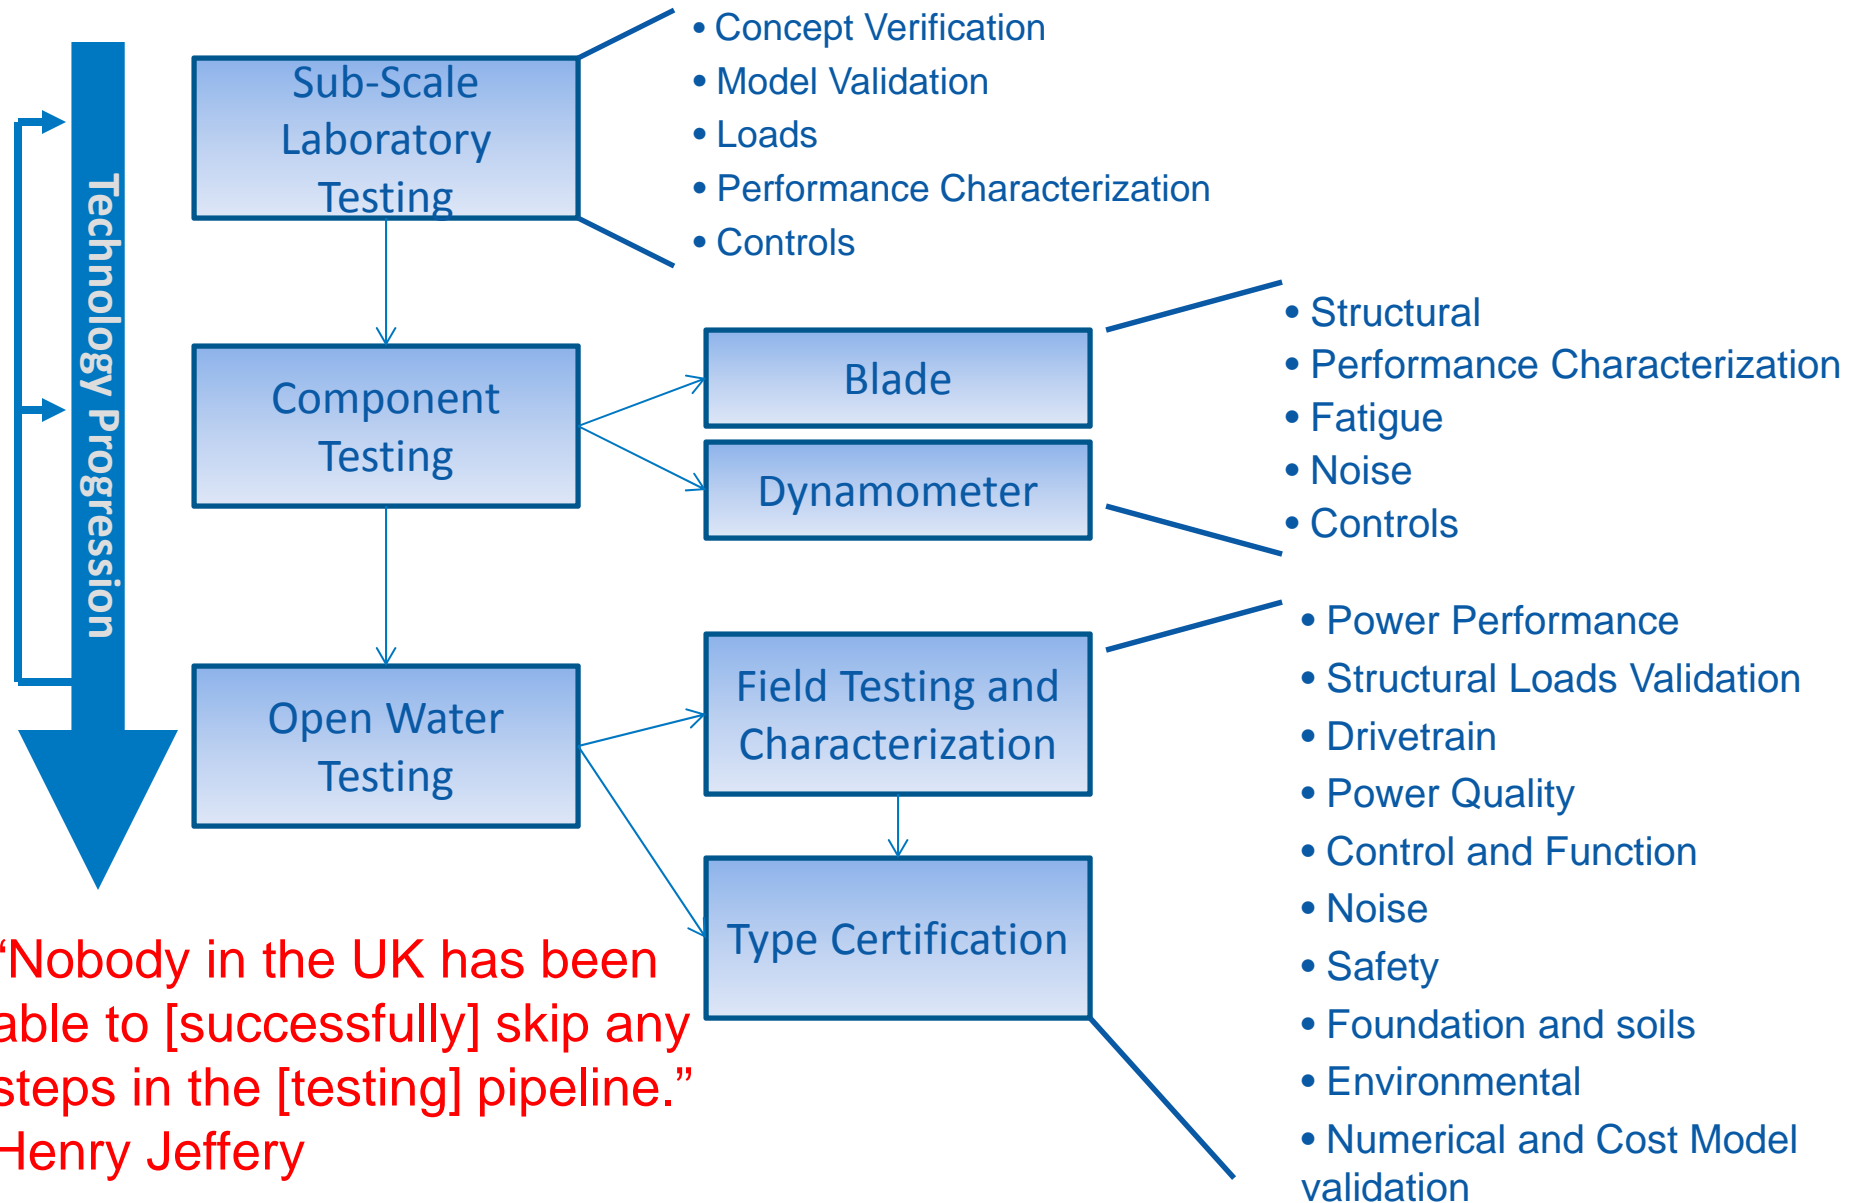 Technology Progression
Sub-Scale
Laboratory
Testing
• Concept Verification
• Model Validation
• Loads
• Performance Characterization
• Controls
Component
Testing
Blade
Dynamometer
• Structural
• Performance Characterization
• Fatigue
• Noise
• Controls
Open Water
Testing
Field Testing and
Characterization
Type Certification
• Power Performance
• Structural Loads Validation
• Drivetrain
• Power Quality
• Control and Function
• Noise
• Safety
• Foundation and soils
• Environmental
• Numerical and Cost Model
validation
“Nobody in the UK has been
able to [successfully] skip any
steps in the [testing] pipeline.”
Henry Jeffery